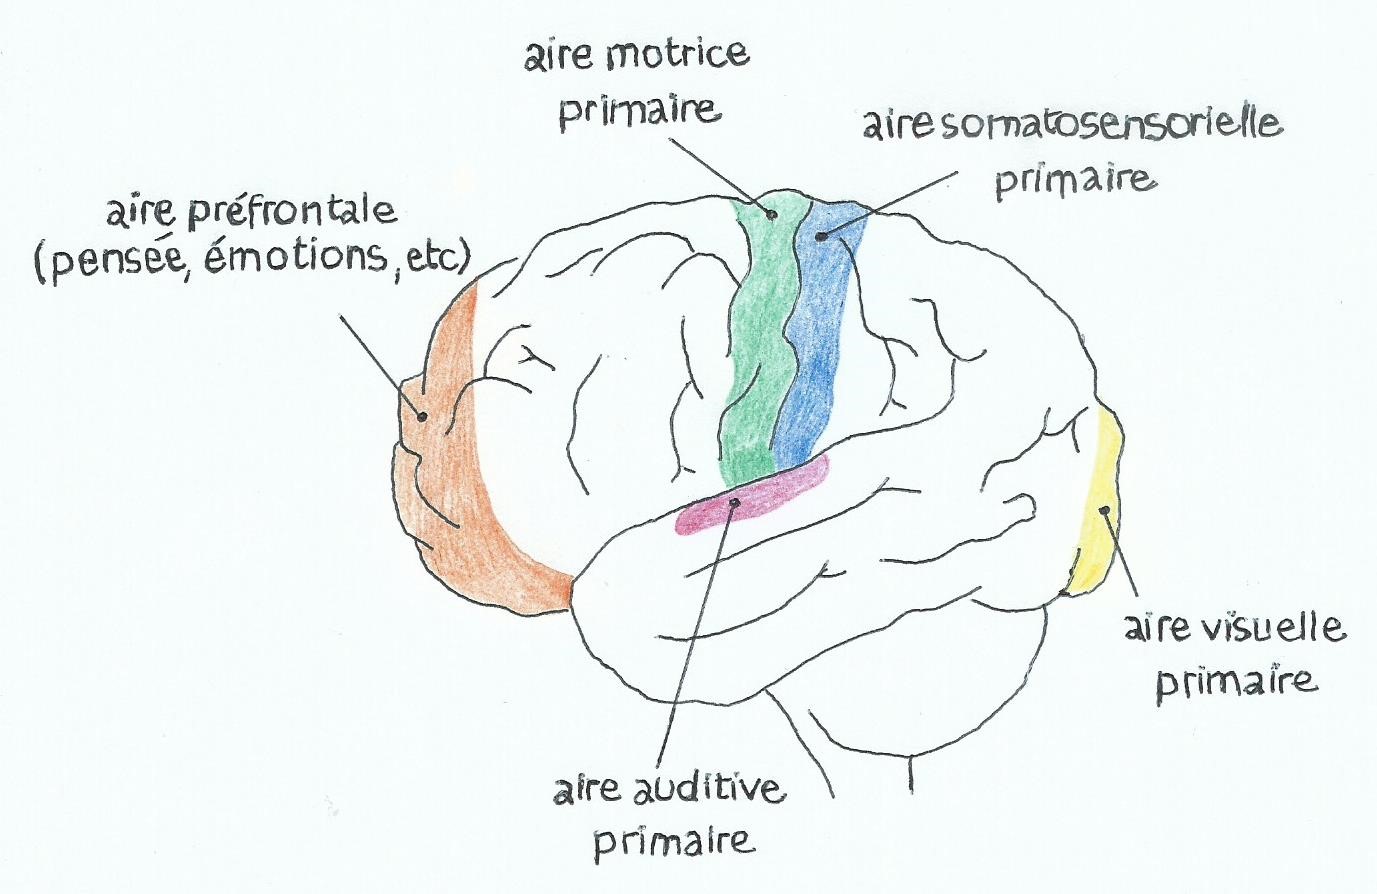 aire motrice
primaire
aire somatosensorielle
primaire
aire préfrontale
(pensée, émotions, etc)
aire visuelle
primaire
aire auditive
primaire